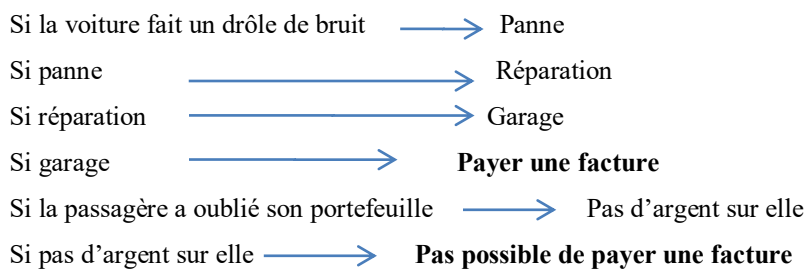 Si la voiture fait un drôle de bruit Panne
Si panne Réparation
Si réparation Garage
Si garage Payer une facture
Si la passagère a oublié son portefeuille Pas d’argent sur elle
Si pas d’argent sur elle Pas possible de payer une facture